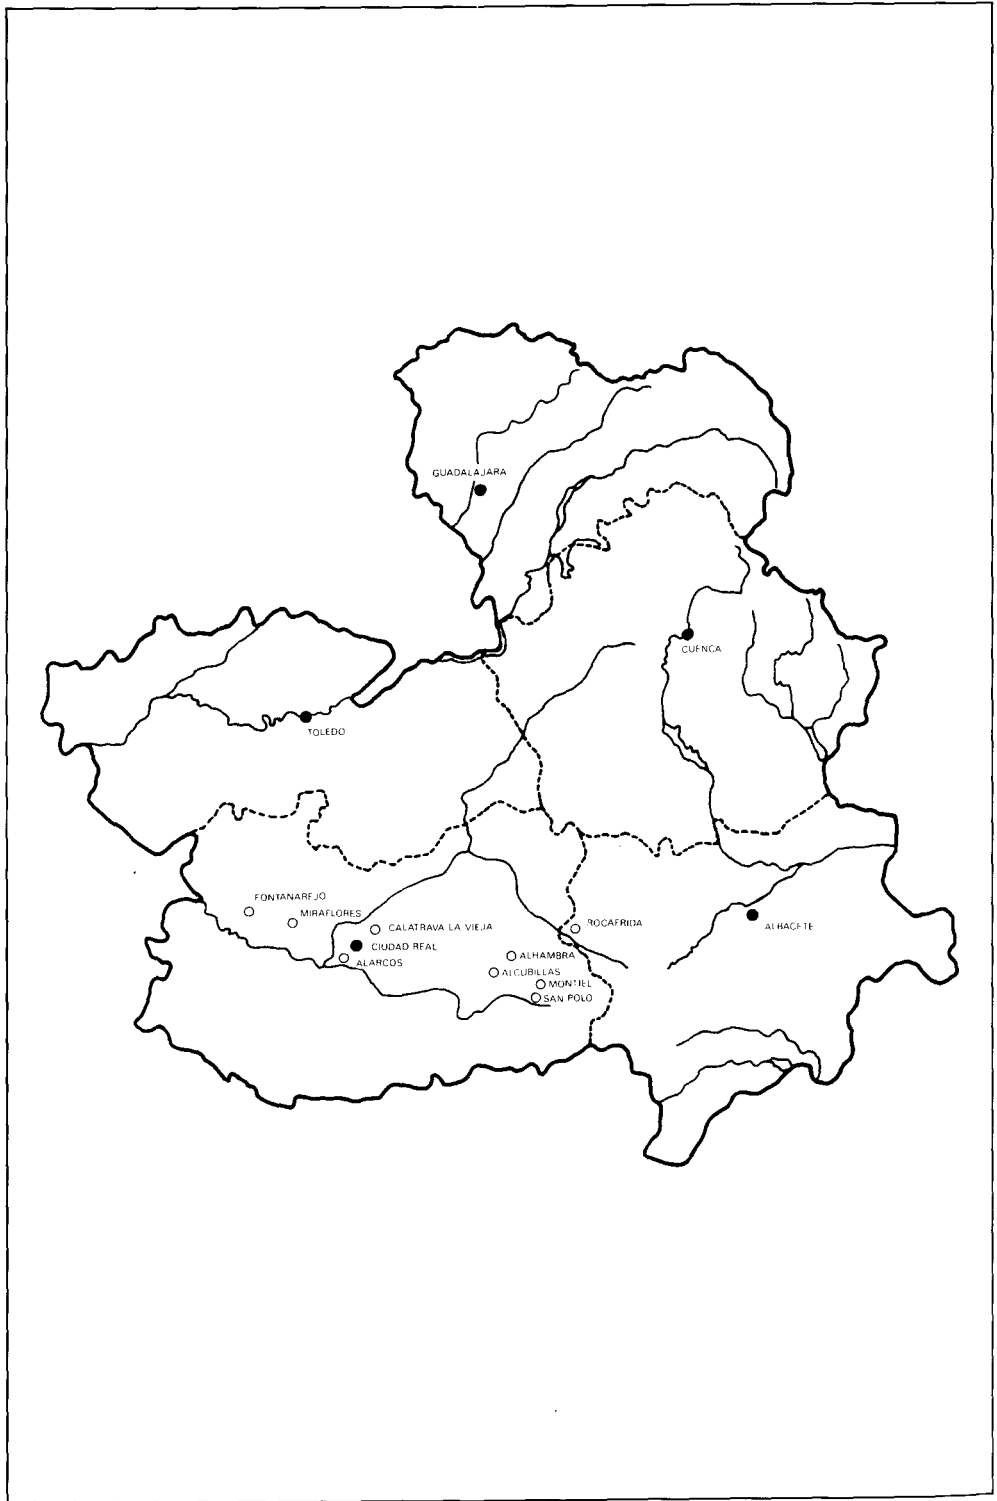 GUADALAJARA
CUENCA
TOLEDO
FONTANAREJO
MIRAFLORES
CALATRAVA LA VIEJA
ROCAFRIDA
ALBACETE
CIUDAD REAL
ALHAMBRA
ALARCOS
ALCUBILLAS
MONTIEL
SAN POLO